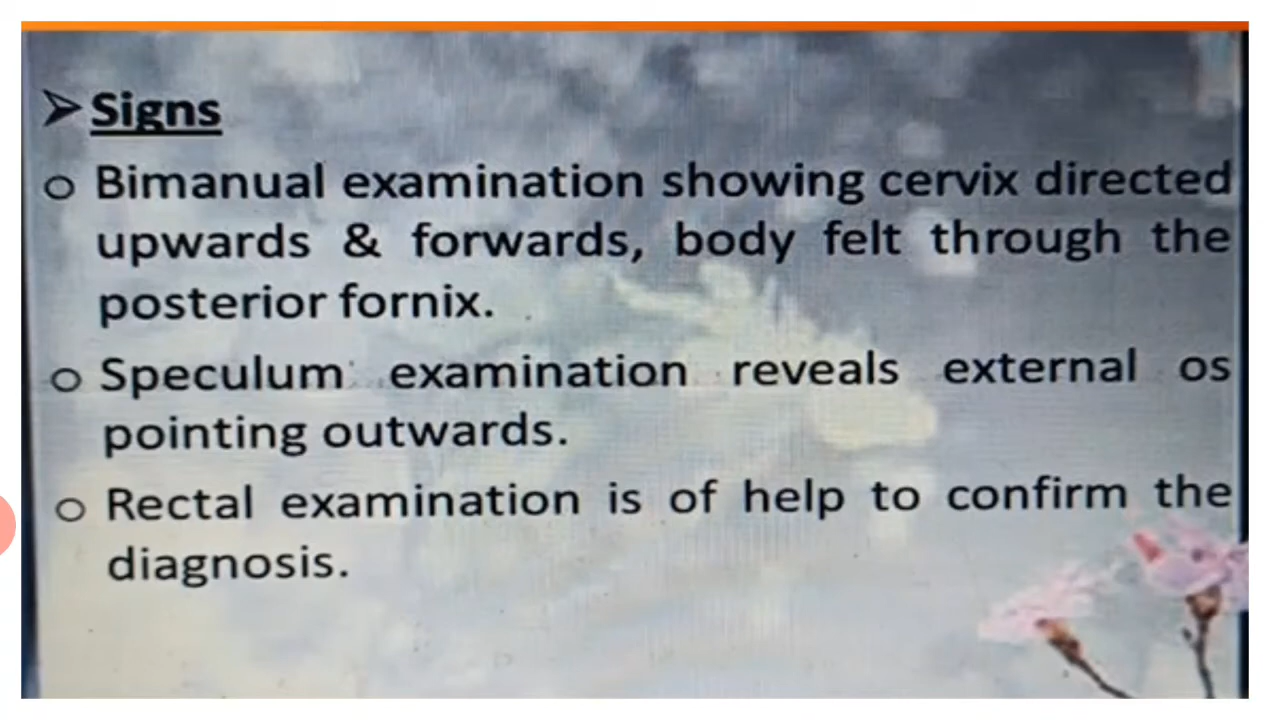 ➢ Signs
o Bimanual examination showing cervix directed
upwards & forwards, body felt through the
posterior fornix.
o Speculum examination reveals external os
pointing outwards.
o Rectal examination is of help to confirm the
diagnosis.